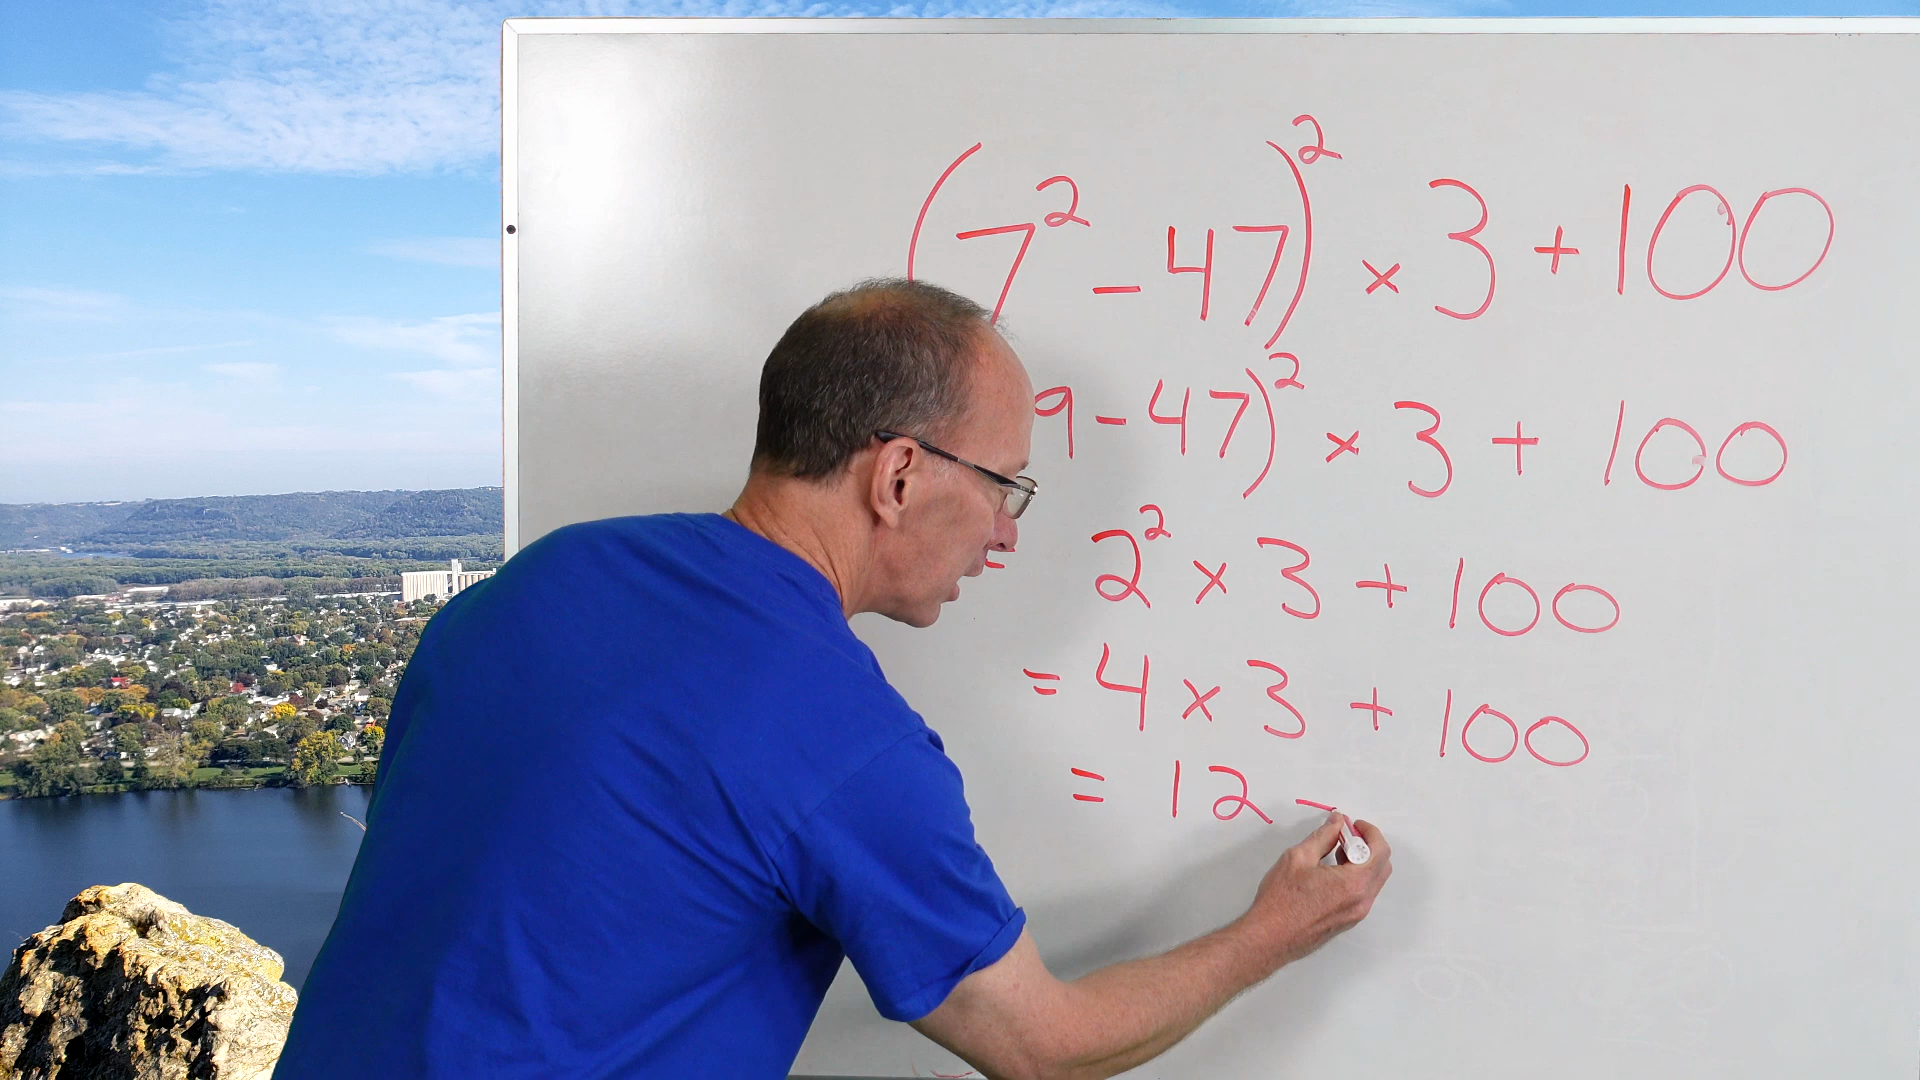 (7² - 47)² × 3 + 100
9 - 47)² × 3 + 100
= 2² × 3 + 100
= 4 × 3 + 100
= 12 -